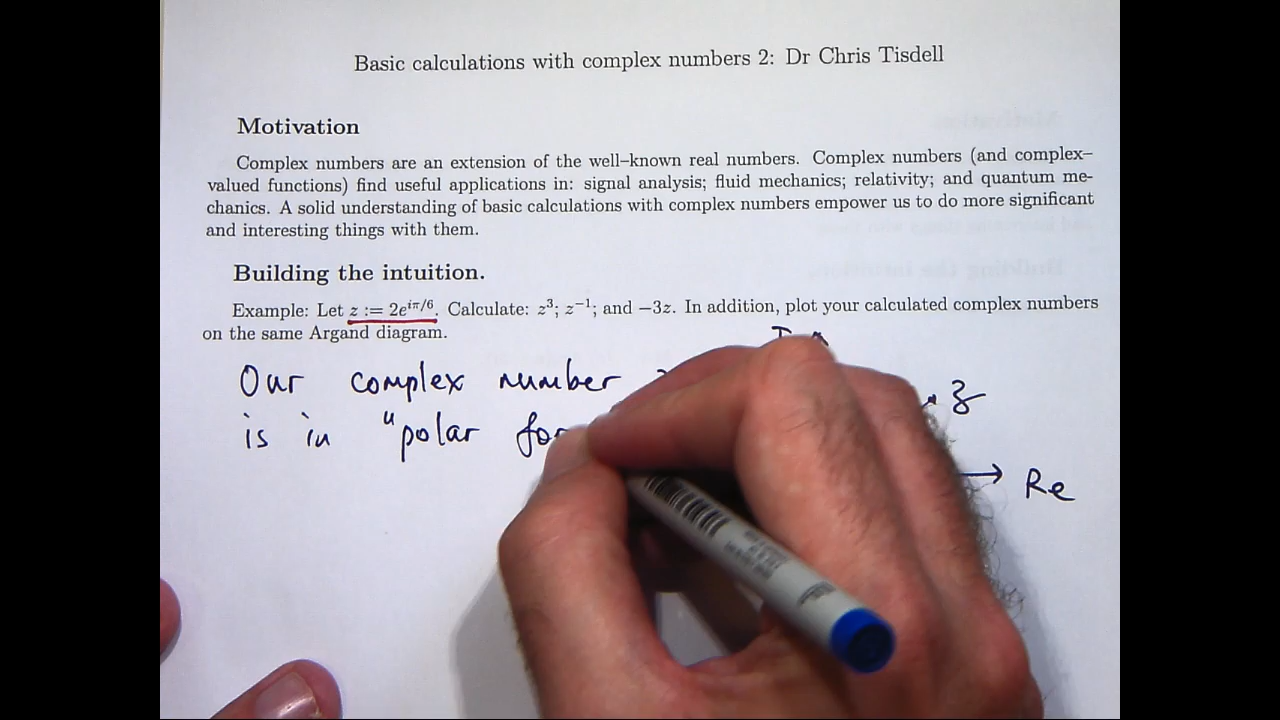 Basic calculations with complex numbers 2: Dr Chris Tisdell
Motivation
Complex numbers are an extension of the well–known real numbers. Complex numbers (and complex–
valued functions) find useful applications in: signal analysis; fluid mechanics; relativity; and quantum me-
chanics. A solid understanding of basic calculations with complex numbers empower us to do more significant
and interesting things with them.
Building the intuition.
Example: Let z := 2e^{iπ/6}. Calculate: z³; z⁻¹; and −3z. In addition, plot your calculated complex numbers
on the same Argand diagram.
Our complex number
z
is in "polar
Re